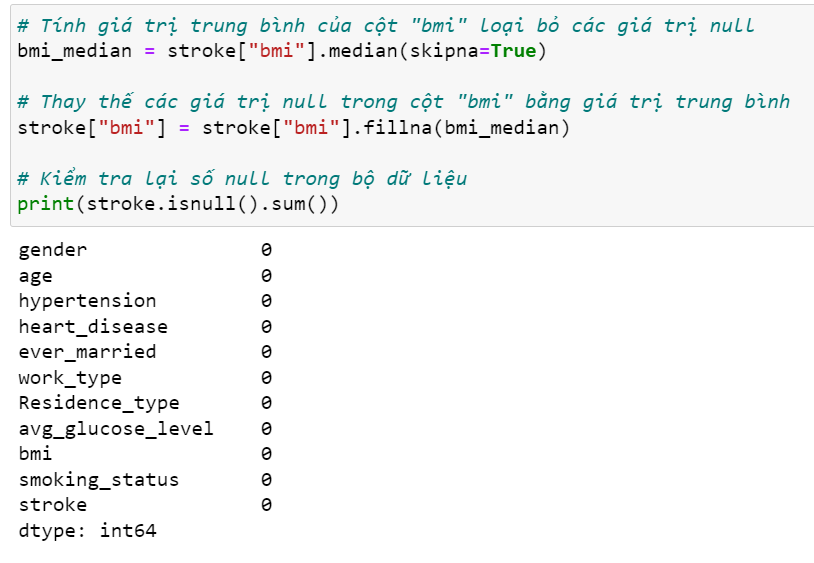 # Tính giá trị trung bình của cột "bmi" loại bỏ các giá trị null
bmi_median = stroke["bmi"].median(skipna=True)
# Thay thế các giá trị null trong cột "bmi" bằng giá trị trung bình
stroke["bmi"] = stroke["bmi"].fillna(bmi_median)
# Kiểm tra lại số null trong bộ dữ liệu
print(stroke.isnull().sum())
gender 0
age 0
hypertension 0
heart_disease 0
ever_married 0
work_type 0
Residence_type 0
avg_glucose_level 0
bmi 0
smoking_status 0
stroke 0
dtype: int64